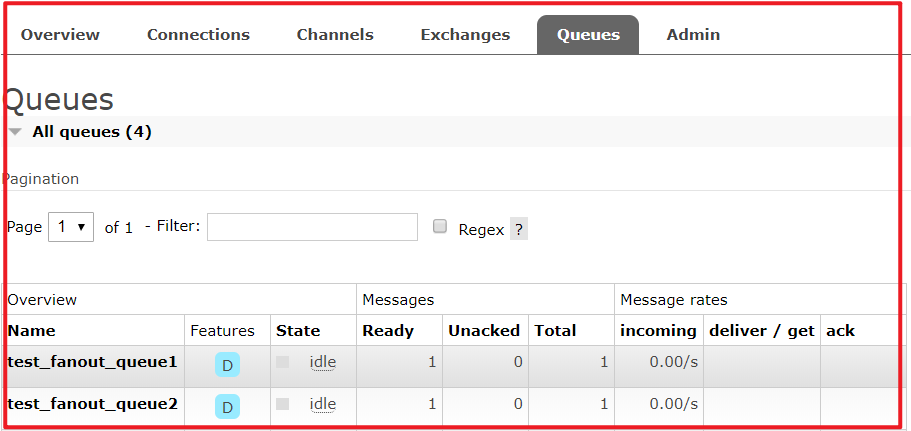 Overview Connections Channels Exchanges Queues Admin
Queues
All queues (4)
Pagination
Page 1 of 1 - Filter: Regex ?
Overview Messages Message rates
Name Features State Ready Unacked Total incoming deliver / get ack
test_fanout_queue1 D idle 1 0 1 0.00/s
test_fanout_queue2 D idle 1 0 1 0.00/s